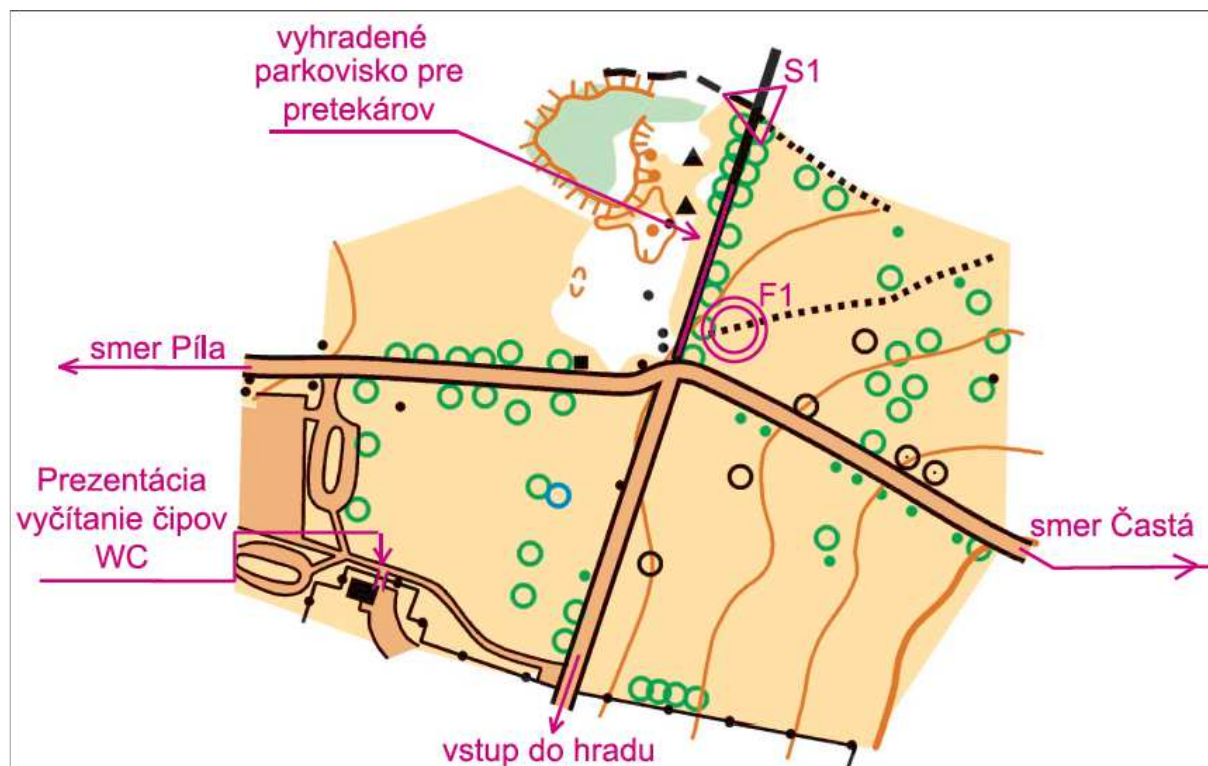 vyhradené
parkovisko pre
pretekárov
S1
F1
smer Píla
Prezentácia
vyčítanie čipov
WC
smer Častá
vstup do hradu